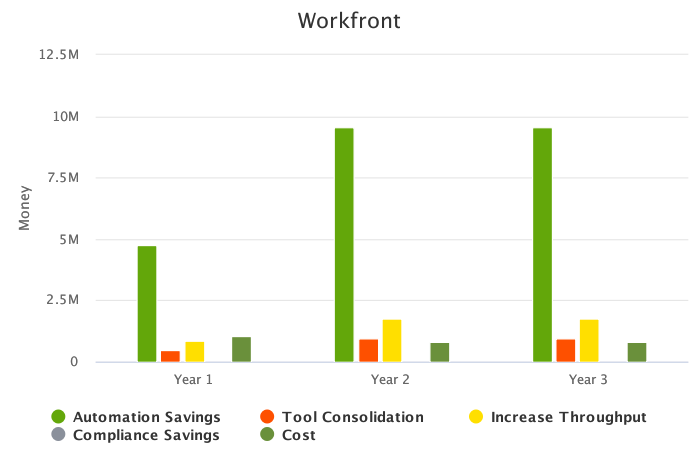 Workfront
12.5M
10M
7.5M
5M
2.5M
0
Money
Year 1 Year 2 Year 3
Automation Savings Tool Consolidation Increase Throughput
Compliance Savings Cost